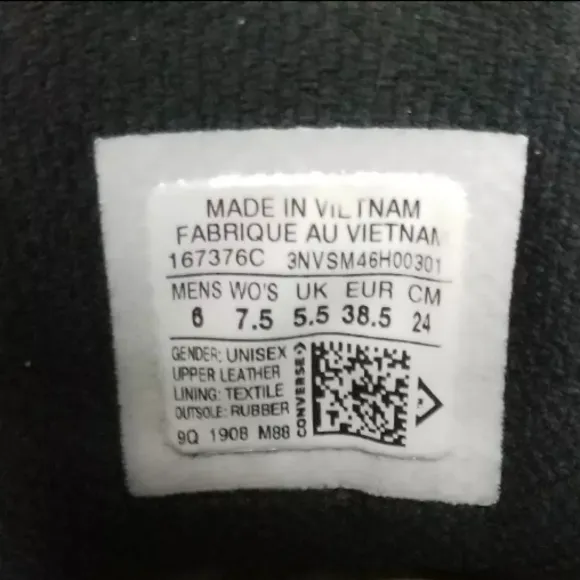 MADE IN VIETNAM
FABRIQUE AU VIETNAM
167376C 3NVSM46H00301
MENS WO'S UK EUR CM
6 7.5 5.5 38.5 24
GENDER: UNISEX
UPPER LEATHER
LINING: TEXTILE
OUTSOLE: RUBBER
9Q 1908 M88
CONVERSE